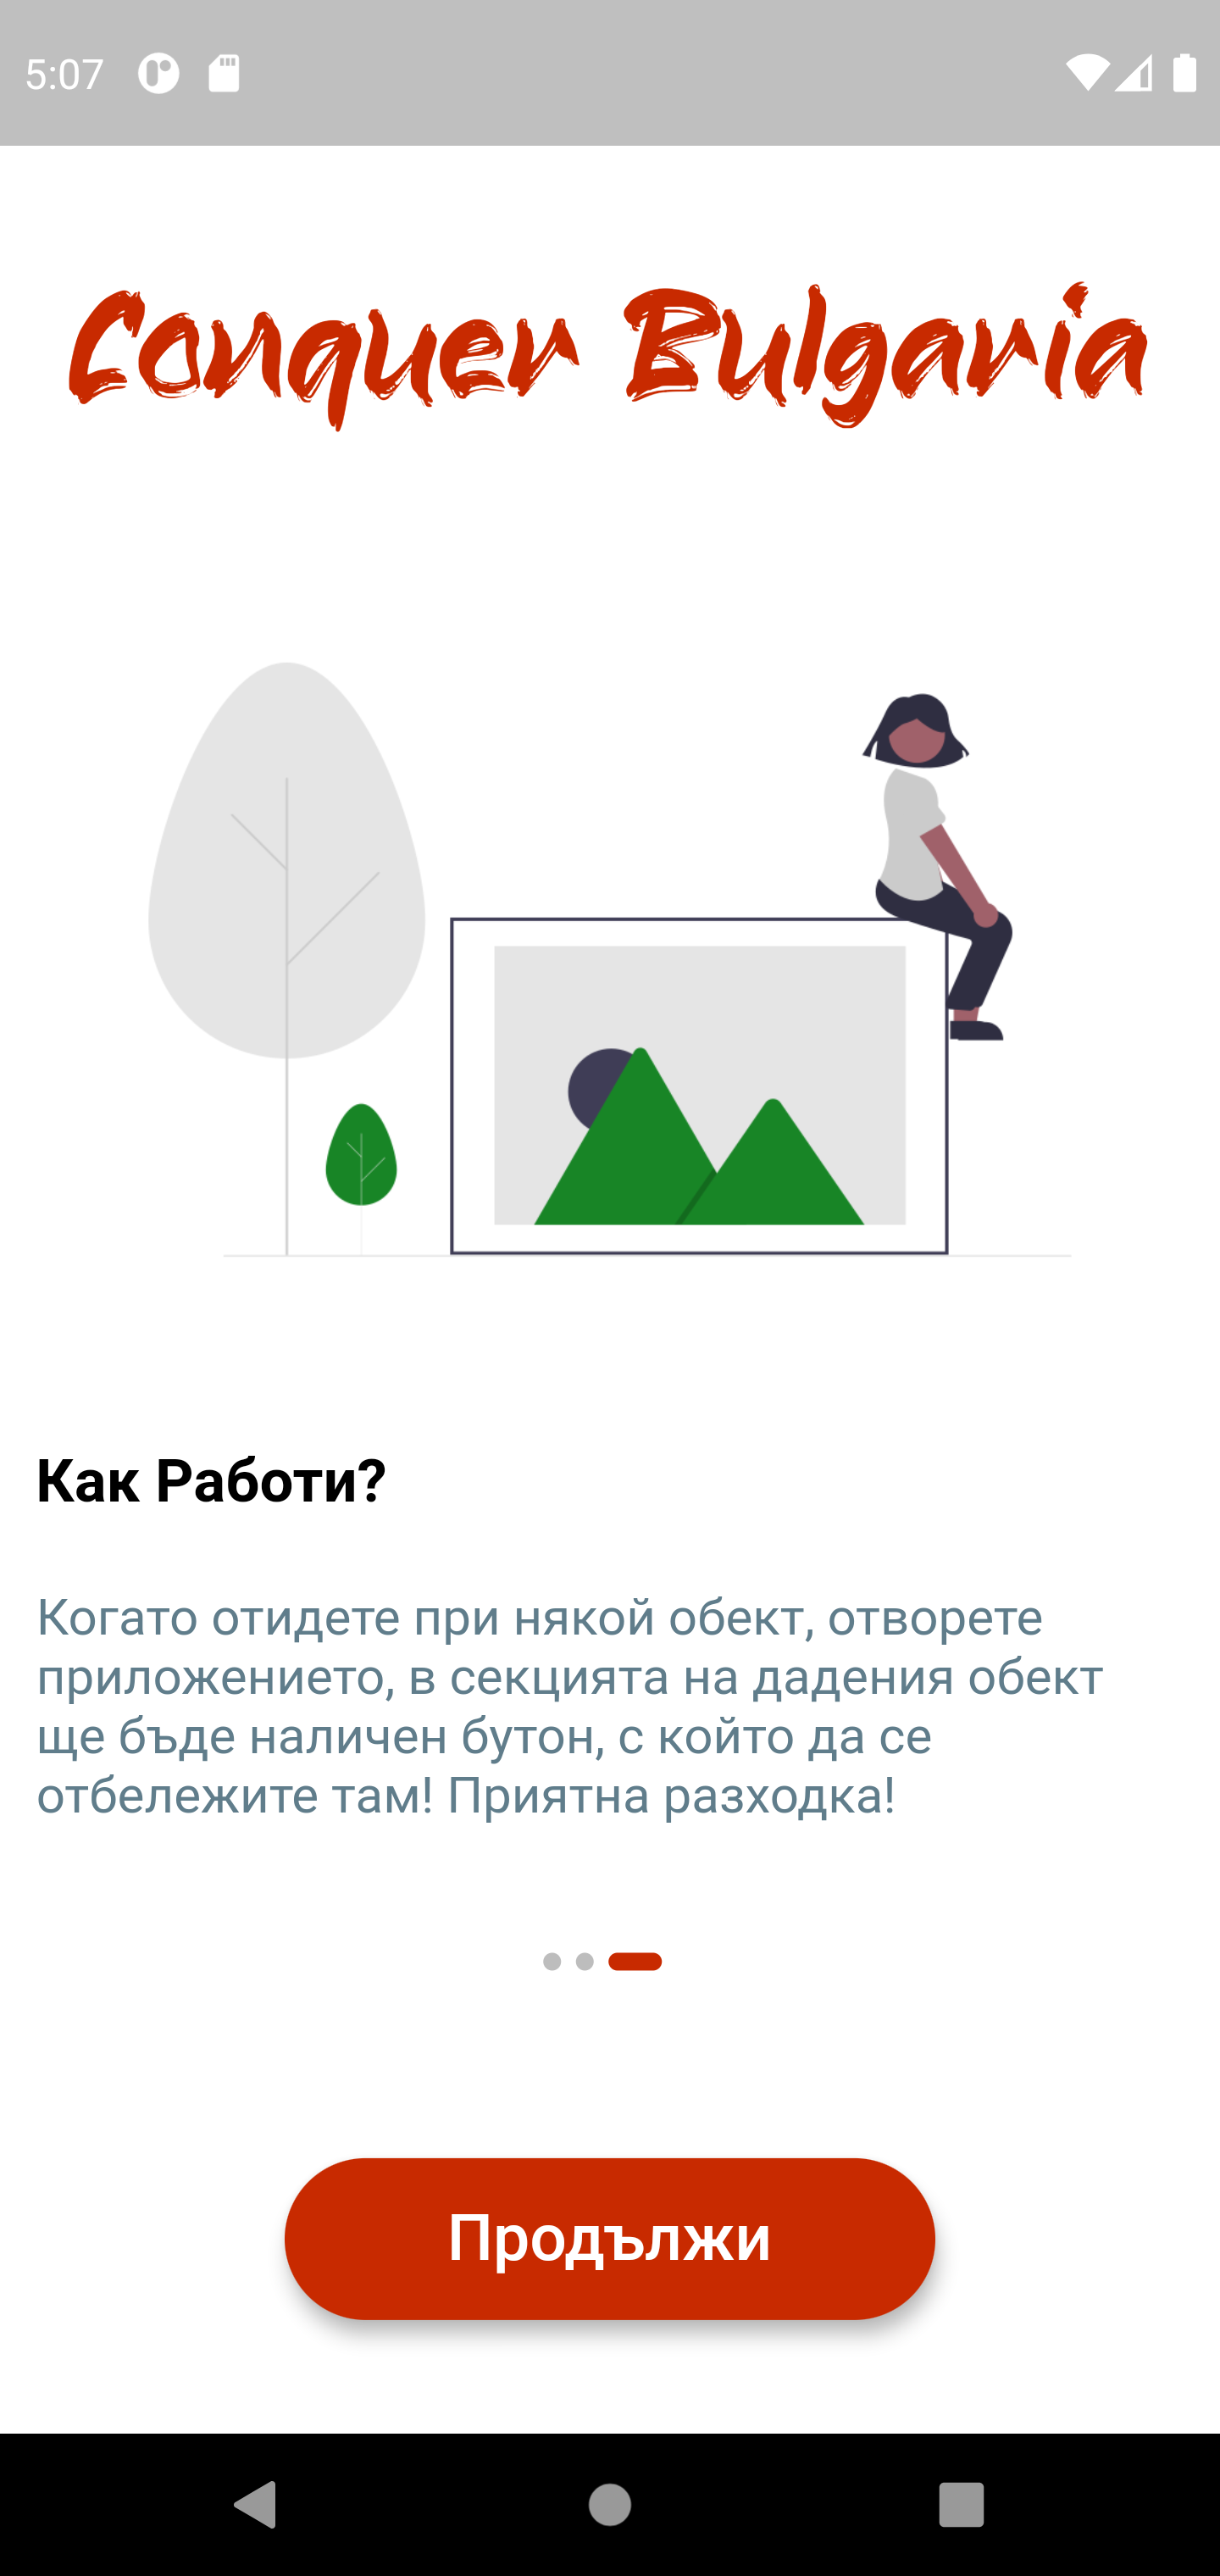 5:07
Conquer Bulgaria
Как Работи?
Когато отидете при някой обект, отворете
приложението, в секцията на дадения обект
ще бъде наличен бутон, с който да се
отбележите там! Приятна разходка!
Продължи